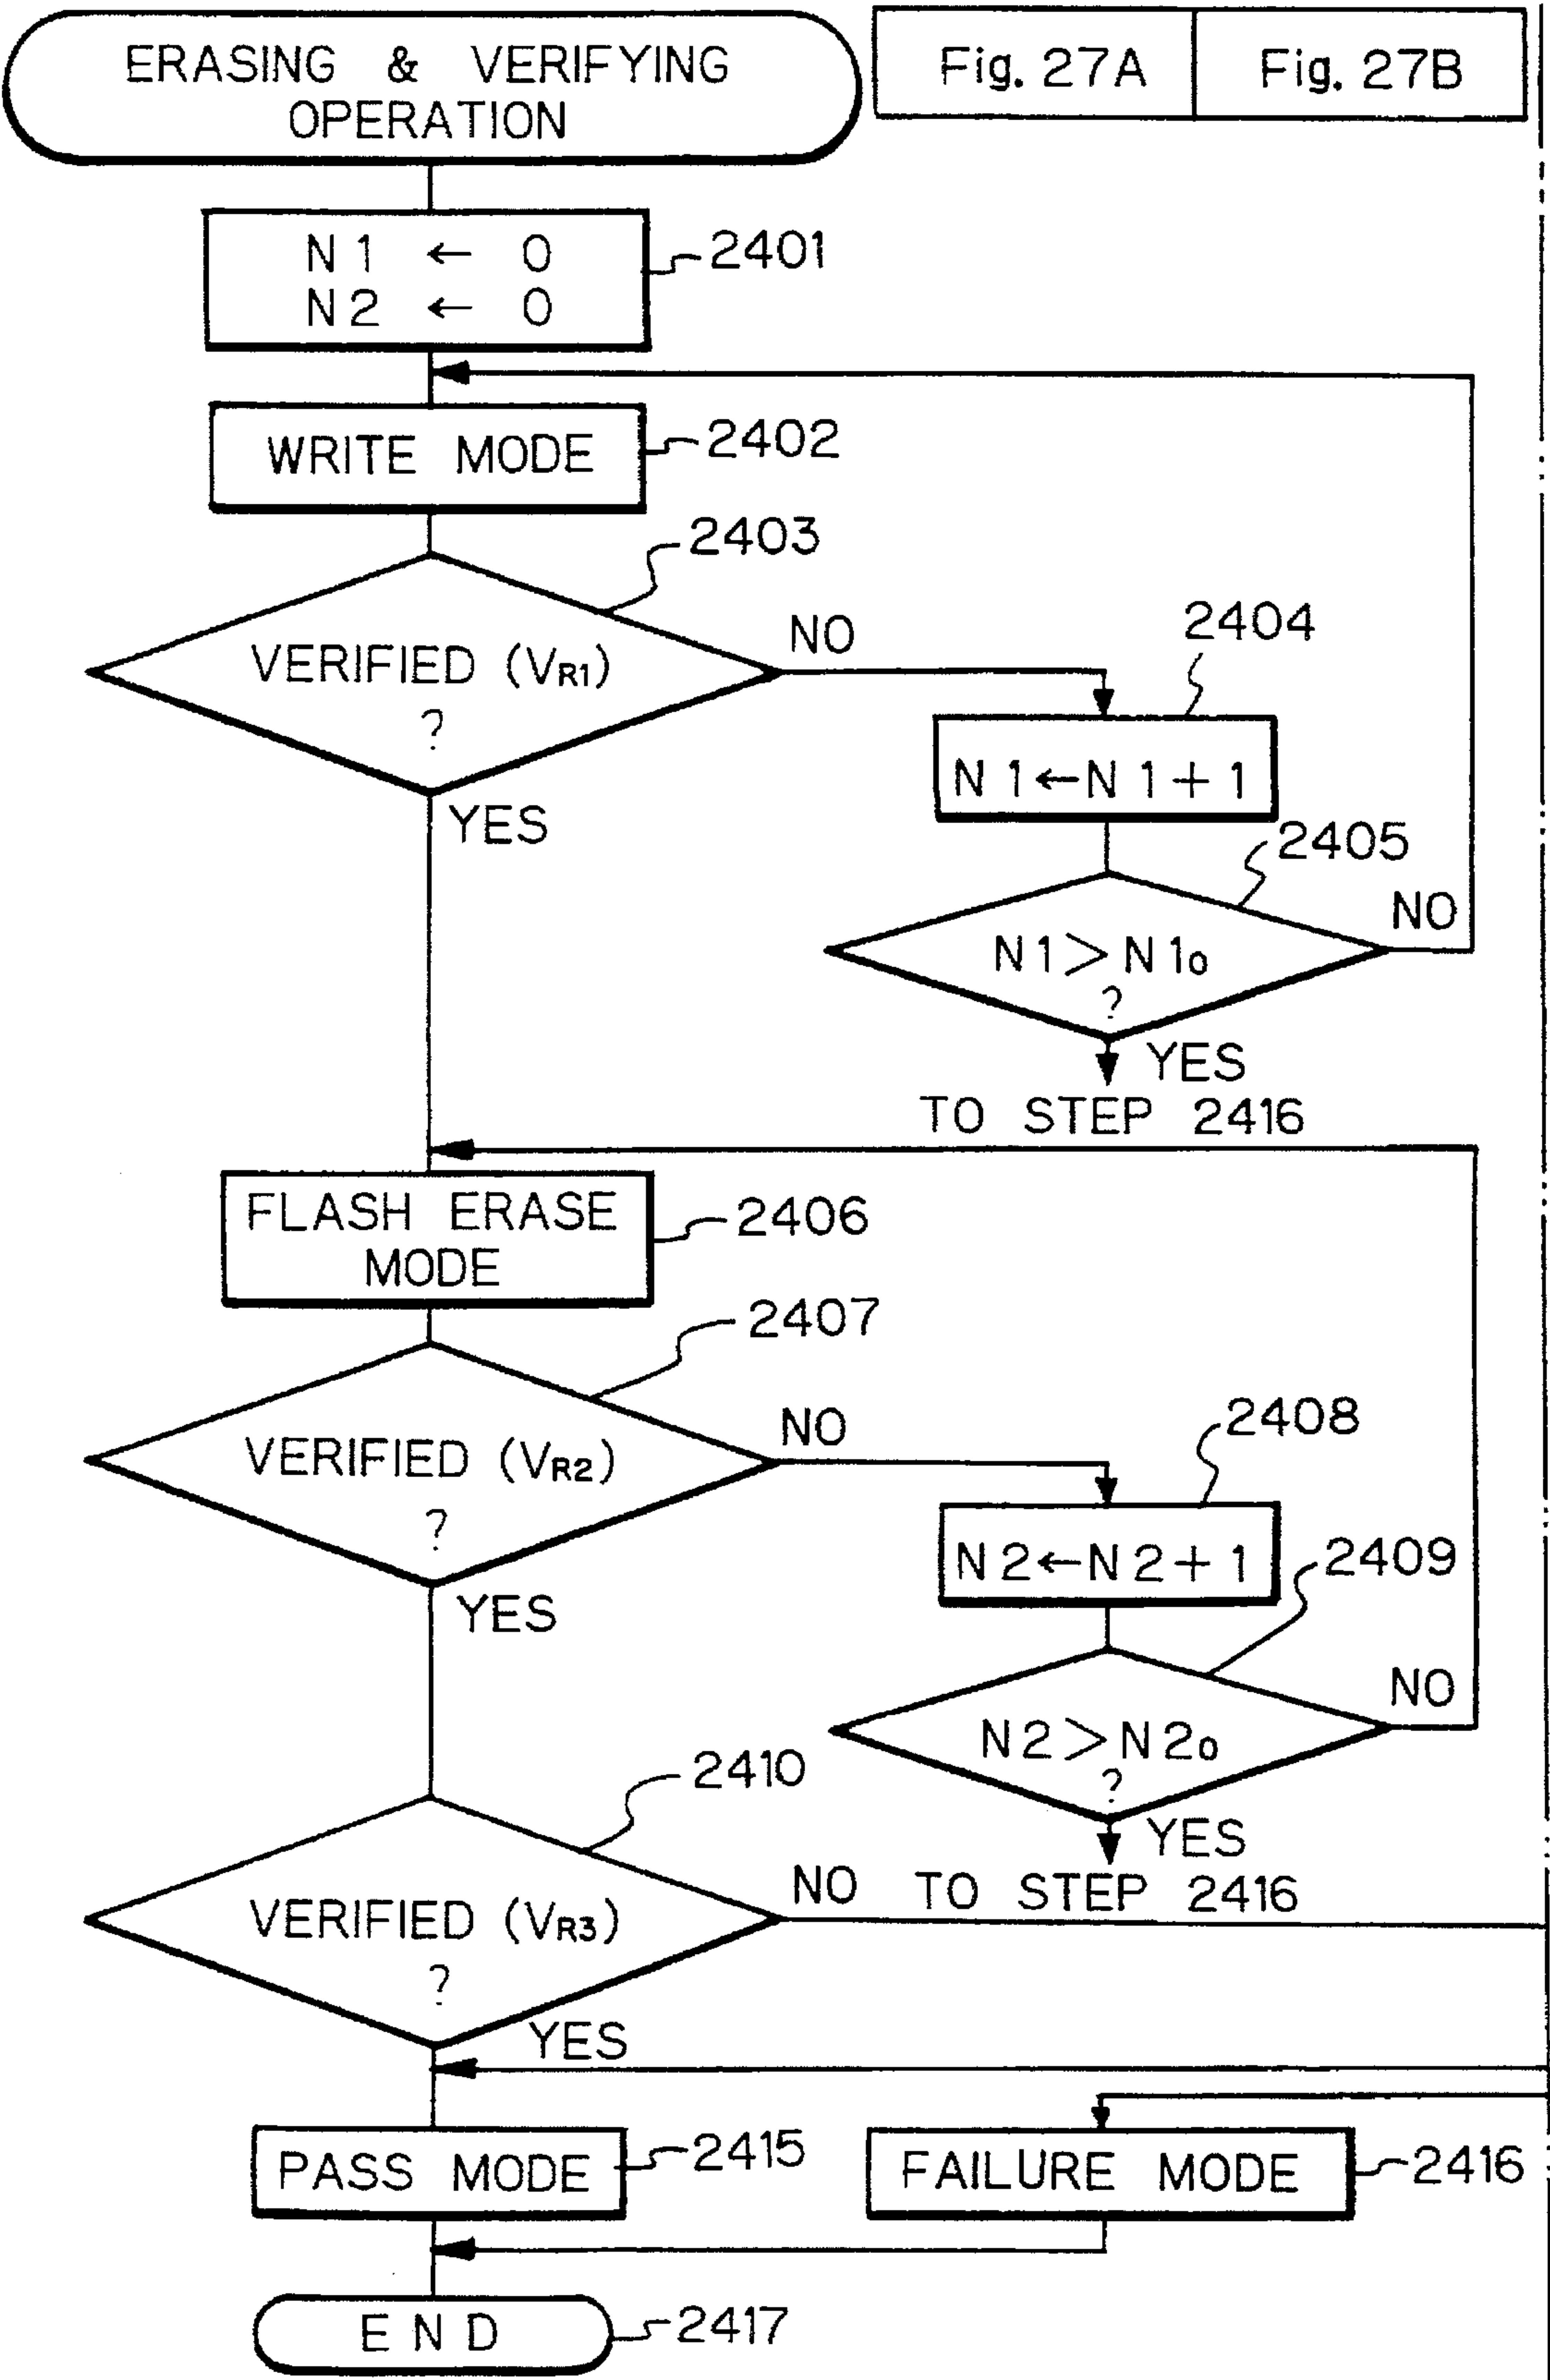 ERASING & VERIFYING
OPERATION
Fig. 27A
Fig. 27B
N1 ← 0
N2 ← 0
2401
WRITE MODE
2402
2403
VERIFIED (VR1)
?
NO
YES
2404
N1←N1+1
2405
N1>N10
?
NO
YES
TO STEP 2416
FLASH ERASE
MODE
2406
2407
VERIFIED (VR2)
?
NO
YES
2408
N2←N2+1
2409
N2>N20
?
NO
YES
TO STEP 2416
2410
VERIFIED (VR3)
?
NO
YES
PASS MODE
2415
FAILURE MODE
2416
END
2417